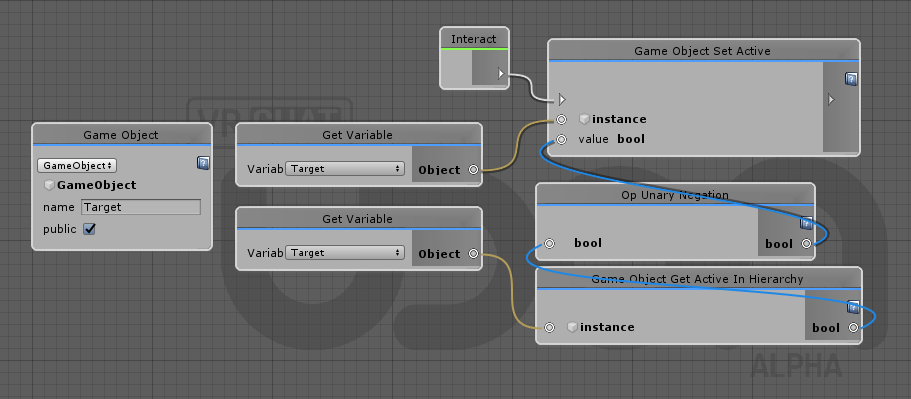 Interact
Game Object Set Active
instance
value bool
VRCHAT
Game Object
GameObject
GameObject
name Target
public
Get Variable
Variab Target
Object
Get Variable
Variab Target
Object
Op Unary Negation
bool
bool
Game Object Get Active In Hierarchy
instance
bool
ALPHA